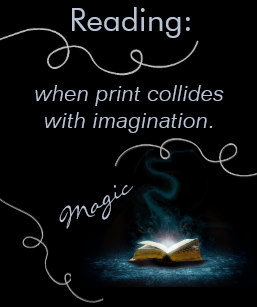 Reading:
when print collides
with imagination.
Magic